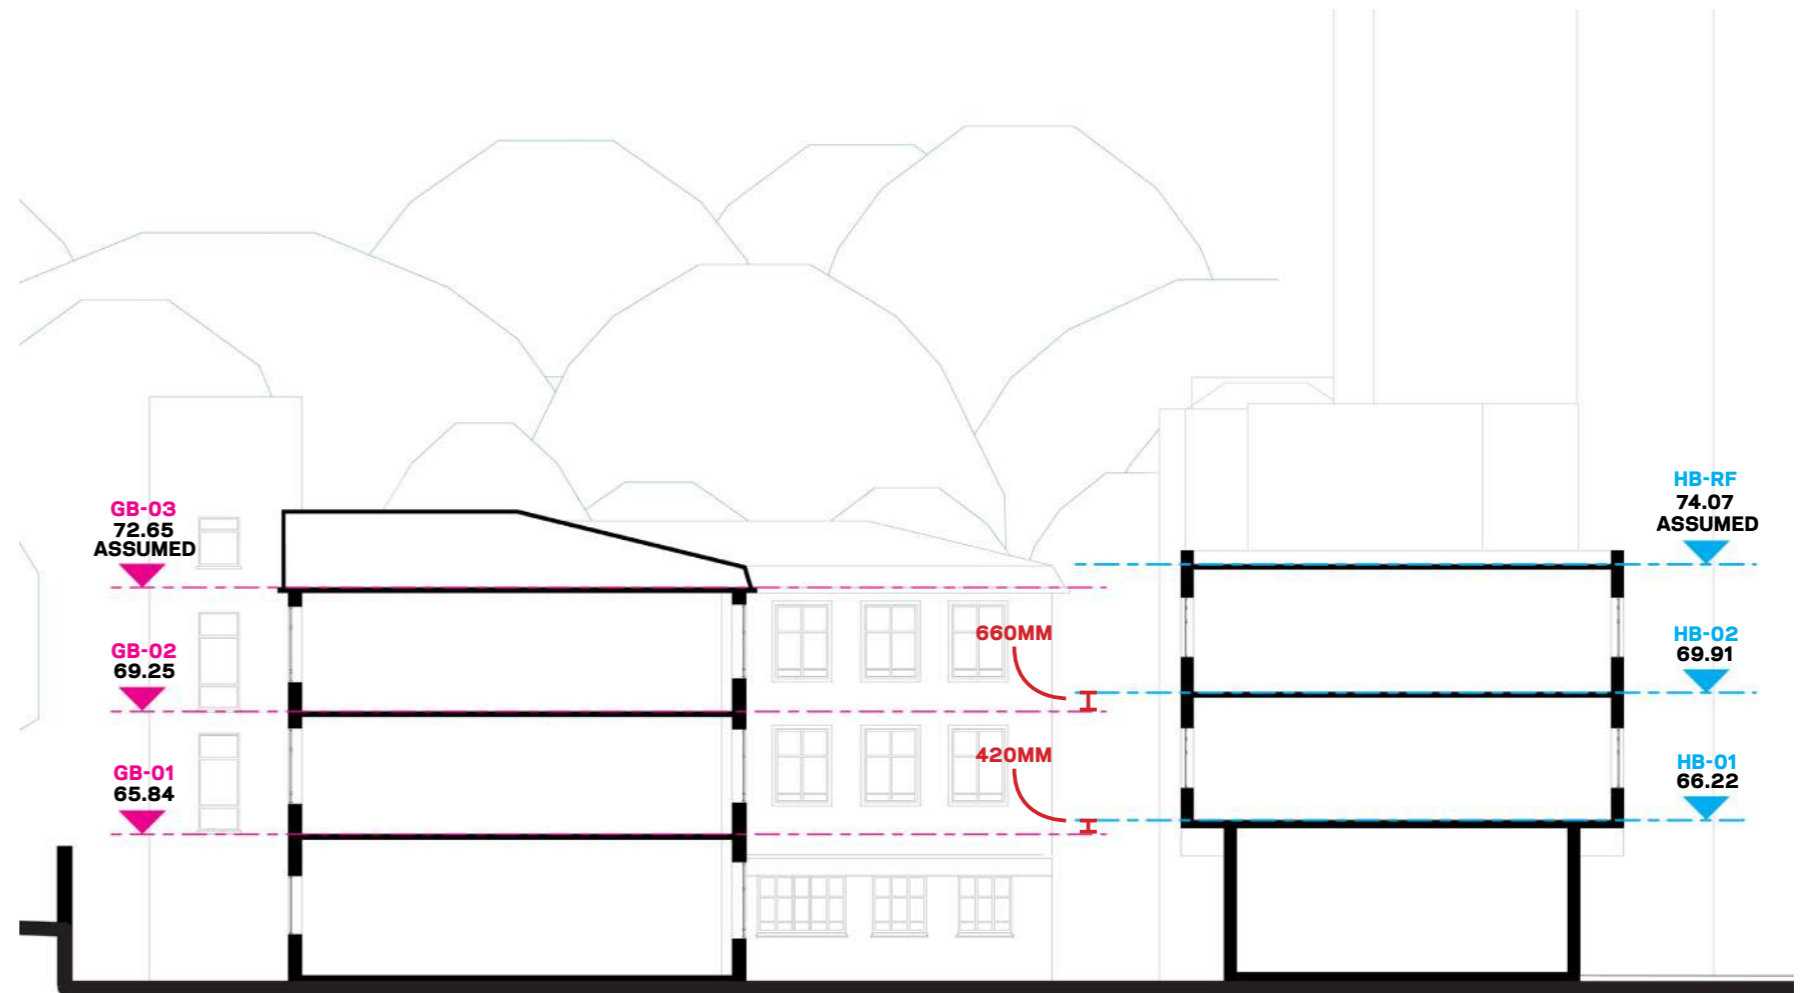 GB-03
72.65
ASSUMED
GB-02
69.25
GB-01
65.84
660MM
420MM
HB-RF
74.07
ASSUMED
HB-02
69.91
HB-01
66.22